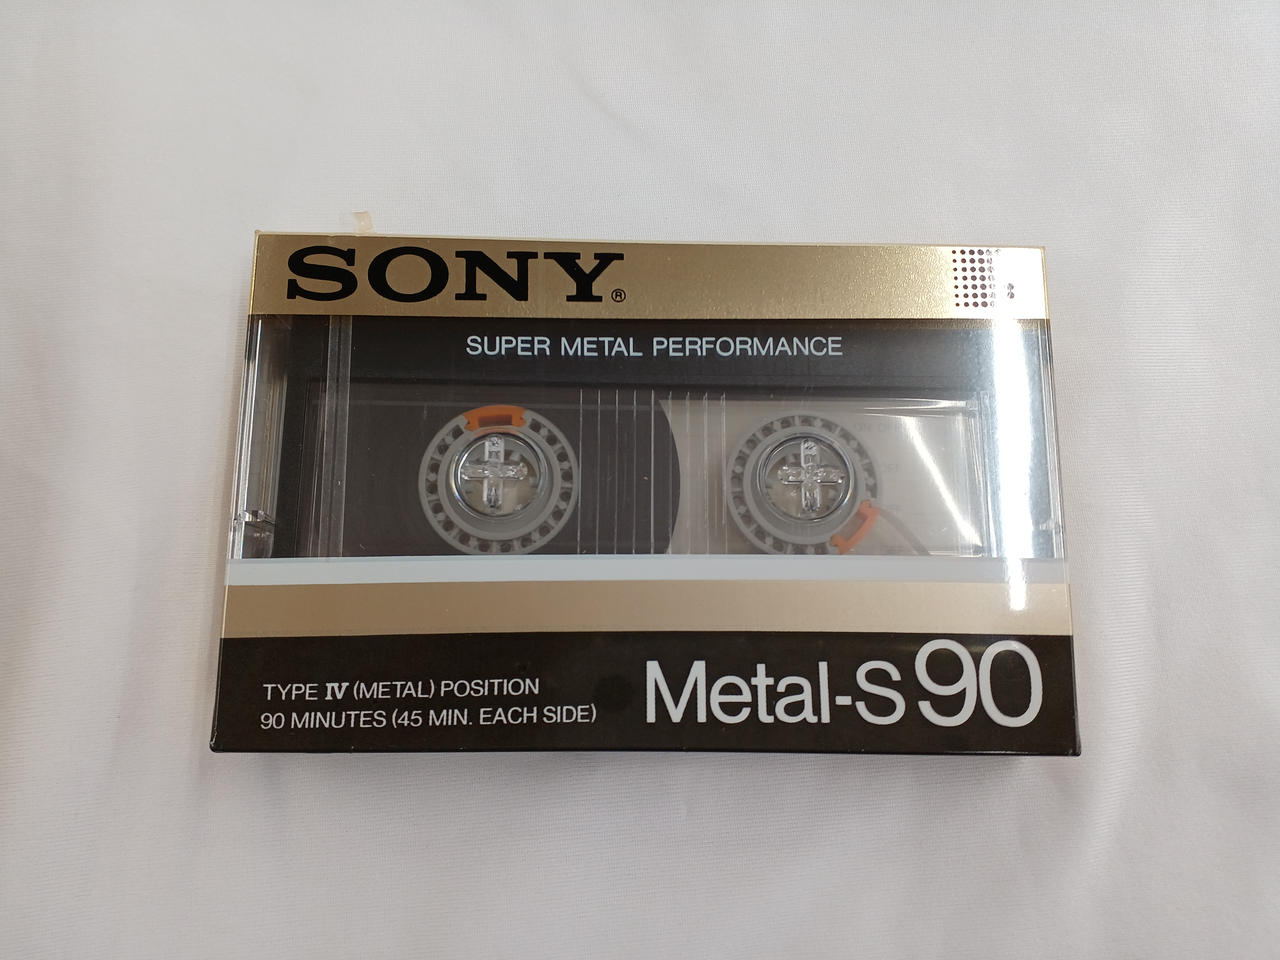 SONY®
SUPER METAL PERFORMANCE
TYPE IV (METAL) POSITION
90 MINUTES (45 MIN. EACH SIDE)
Metal-S 90